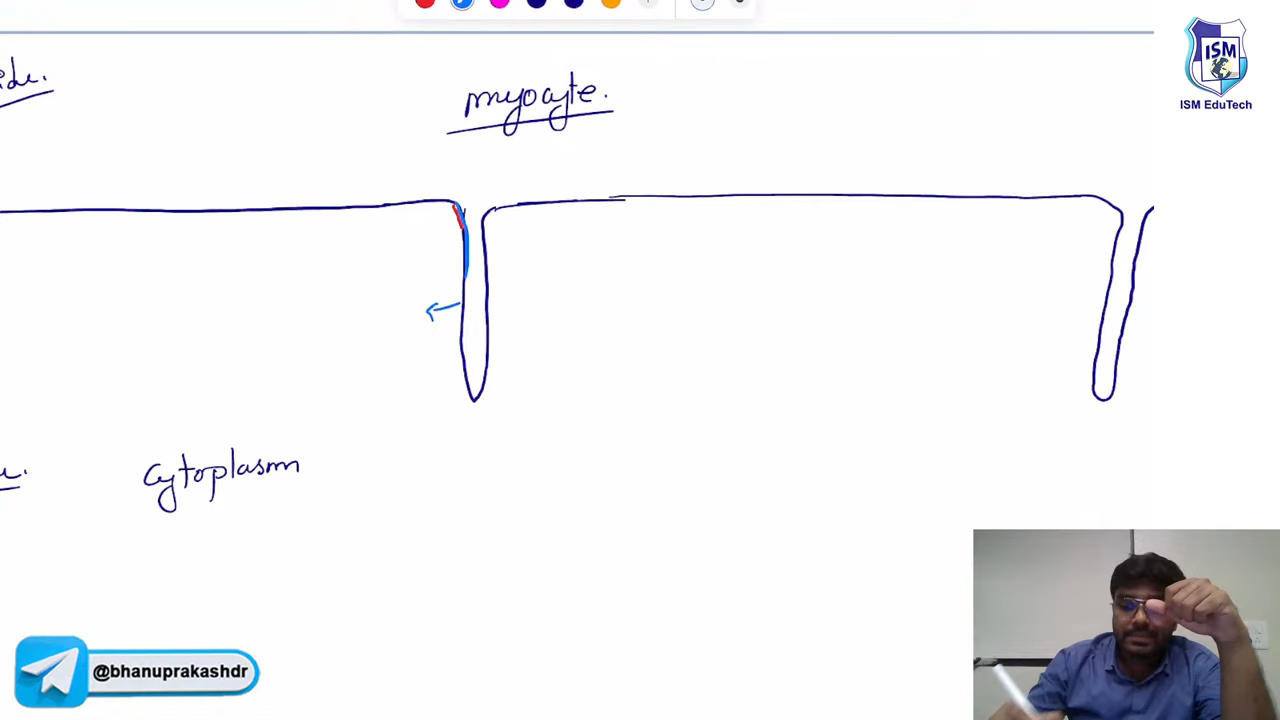 myocyte.
cytoplasm
ISM
ISM EduTech
@bhanuprakashdr